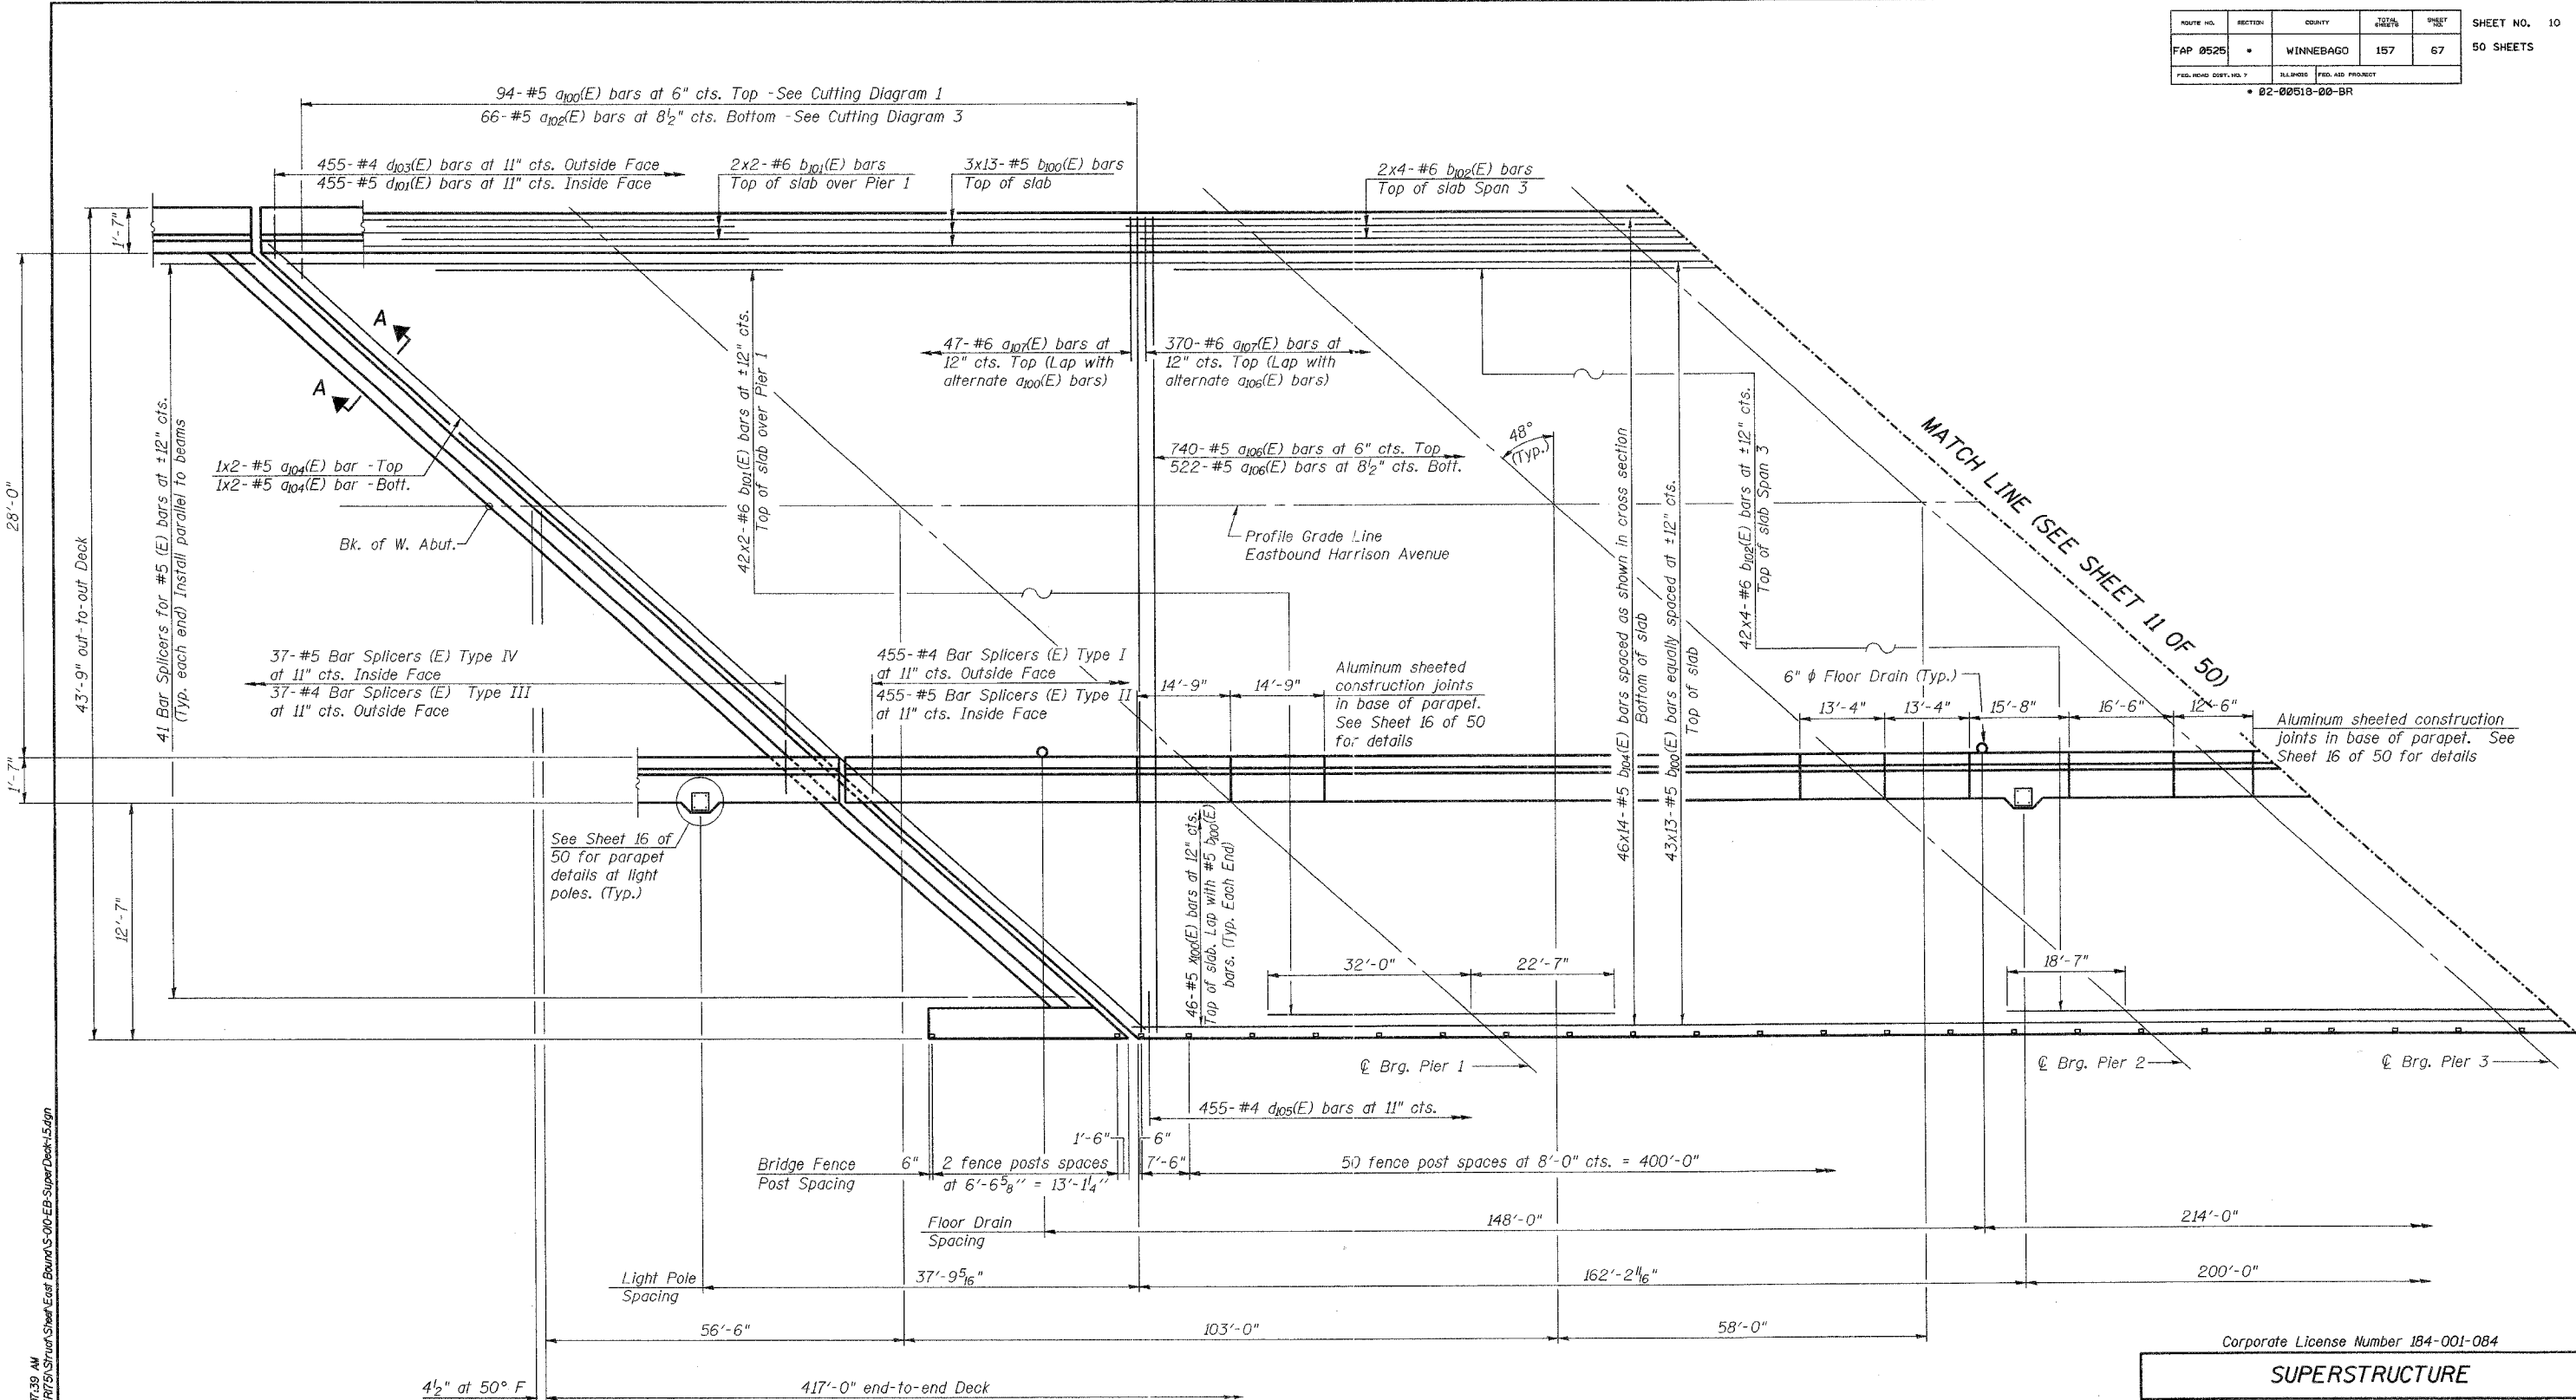 ROUTE NO. SECTION COUNTY TOTAL SHEETS SHEET NO.
FAP 0525 * WINNEBAGO 157 67
FED. ROAD DIST. NO. 7 ILLINOIS FED. AID PROJECT
* 02-00518-00-BR
SHEET NO. 10
50 SHEETS
94-#5 a100(E) bars at 6" cts. Top -See Cutting Diagram 1
66-#5 a102(E) bars at 8½" cts. Bottom -See Cutting Diagram 3
455-#4 d103(E) bars at 11" cts. Outside Face
455-#5 d101(E) bars at 11" cts. Inside Face
2x2-#6 b101(E) bars
Top of slab over Pier 1
3x13-#5 b100(E) bars
Top of slab
2x4-#6 b102(E) bars
Top of slab Span 3
1'-7"
28'-0"
43'-9" out-to-out Deck
1'-7"
12'-7"
41 Bar Splicers for #5 (E) bars at ±12" cts.
(Typ. each end) Install parallel to beams
A
A
1x2-#5 a104(E) bar -Top
1x2-#5 a104(E) bar -Bott.
Bk. of W. Abut.
42x2-#6 b101(E) bars at ±12" cts.
Top of slab over Pier 1
47-#6 a107(E) bars at
12" cts. Top (Lap with
alternate a100(E) bars)
370-#6 a107(E) bars at
12" cts. Top (Lap with
alternate a106(E) bars)
740-#5 a106(E) bars at 6" cts. Top
522-#5 a106(E) bars at 8½" cts. Bott.
48°
(Typ.)
Profile Grade Line
Eastbound Harrison Avenue
46x14-#5 b104(E) bars spaced as shown in cross section
Bottom of slab
43x13-#5 b100(E) bars equally spaced at ±12" cts.
Top of slab
42x4-#6 b102(E) bars at ±12" cts.
Top of slab Span 3
MATCH LINE (SEE SHEET 11 OF 50)
37-#5 Bar Splicers (E) Type IV
at 11" cts. Inside Face
37-#4 Bar Splicers (E) Type III
at 11" cts. Outside Face
455-#4 Bar Splicers (E) Type I
at 11" cts. Outside Face
455-#5 Bar Splicers (E) Type II
at 11" cts. Inside Face
14'-9"
14'-9"
Aluminum sheeted
construction joints
in base of parapet.
See Sheet 16 of 50
for details
6" φ Floor Drain (Typ.)
13'-4"
13'-4"
15'-8"
16'-6"
12'-6"
Aluminum sheeted construction
joints in base of parapet. See
Sheet 16 of 50 for details
See Sheet 16 of
50 for parapet
details at light
poles. (Typ.)
46-#5 x100(E) bars at 12" cts.
Top of slab. Lap with #5 b100(E)
bars. (Typ. Each End)
32'-0"
22'-7"
18'-7"
℄ Brg. Pier 1
℄ Brg. Pier 2
℄ Brg. Pier 3
455-#4 d105(E) bars at 11" cts.
1'-6"
6"
Bridge Fence
Post Spacing
6"
2 fence posts spaces
at 6'-6⅝" = 13'-1¼"
7'-6"
50 fence post spaces at 8'-0" cts. = 400'-0"
Floor Drain
Spacing
148'-0"
214'-0"
Light Pole
Spacing
37'-9 5/16"
162'-2 11/16"
200'-0"
56'-6"
103'-0"
58'-0"
4½" at 50° F
417'-0" end-to-end Deck
Corporate License Number 184-001-084
SUPERSTRUCTURE
7:39 AM